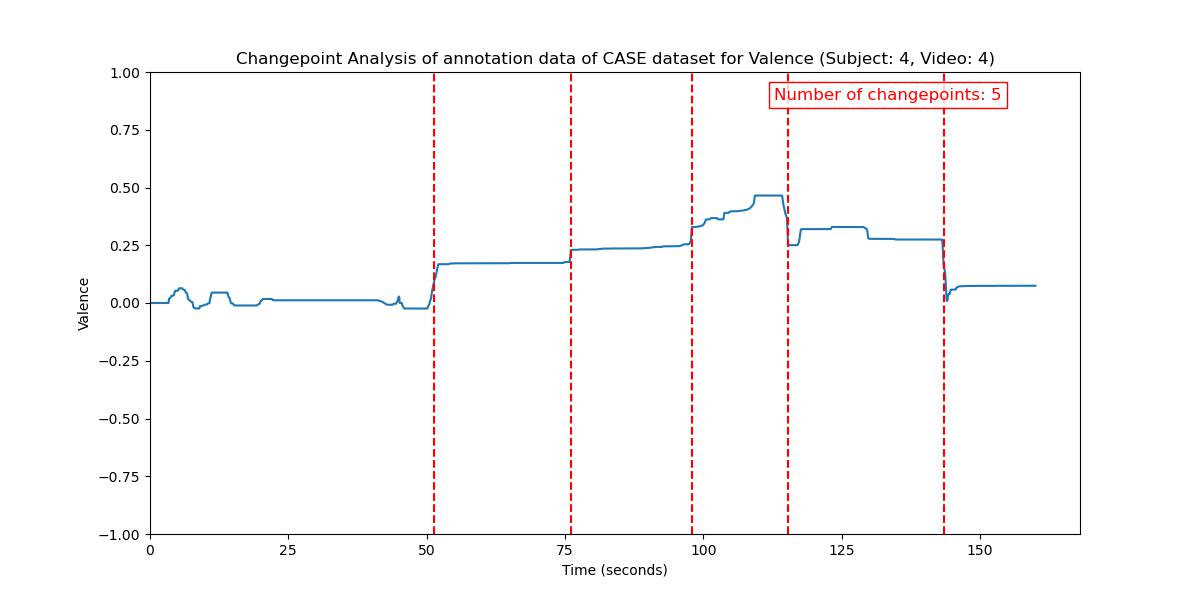 Changepoint Analysis of annotation data of CASE dataset for Valence (Subject: 4, Video: 4)
Number of changepoints: 5
1.00
0.75
0.50
0.25
0.00
−0.25
−0.50
−0.75
−1.00
Valence
0 25 50 75 100 125 150
Time (seconds)